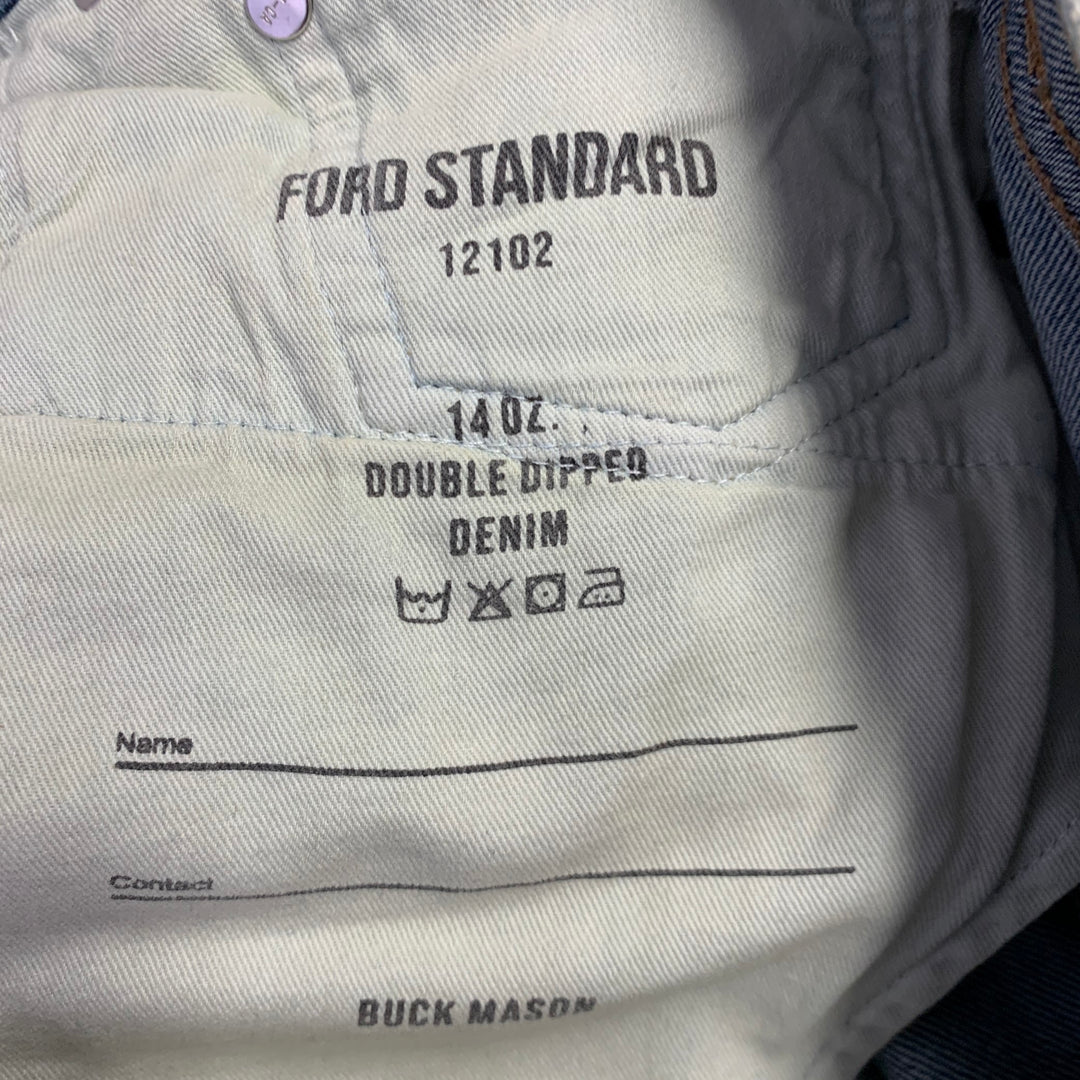 FORD STANDARD
12102
14 OZ.
DOUBLE DIPPED
DENIM
Name
Contact
BUCK MASON